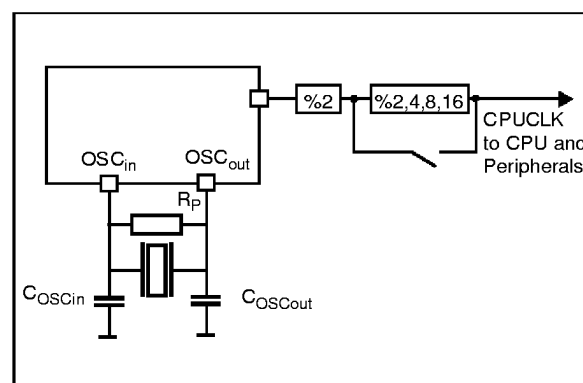 %2
%2,4,8,16
CPUCLK
to CPU and
Peripherals
OSCin
OSCout
RP
COSCin
COSCout